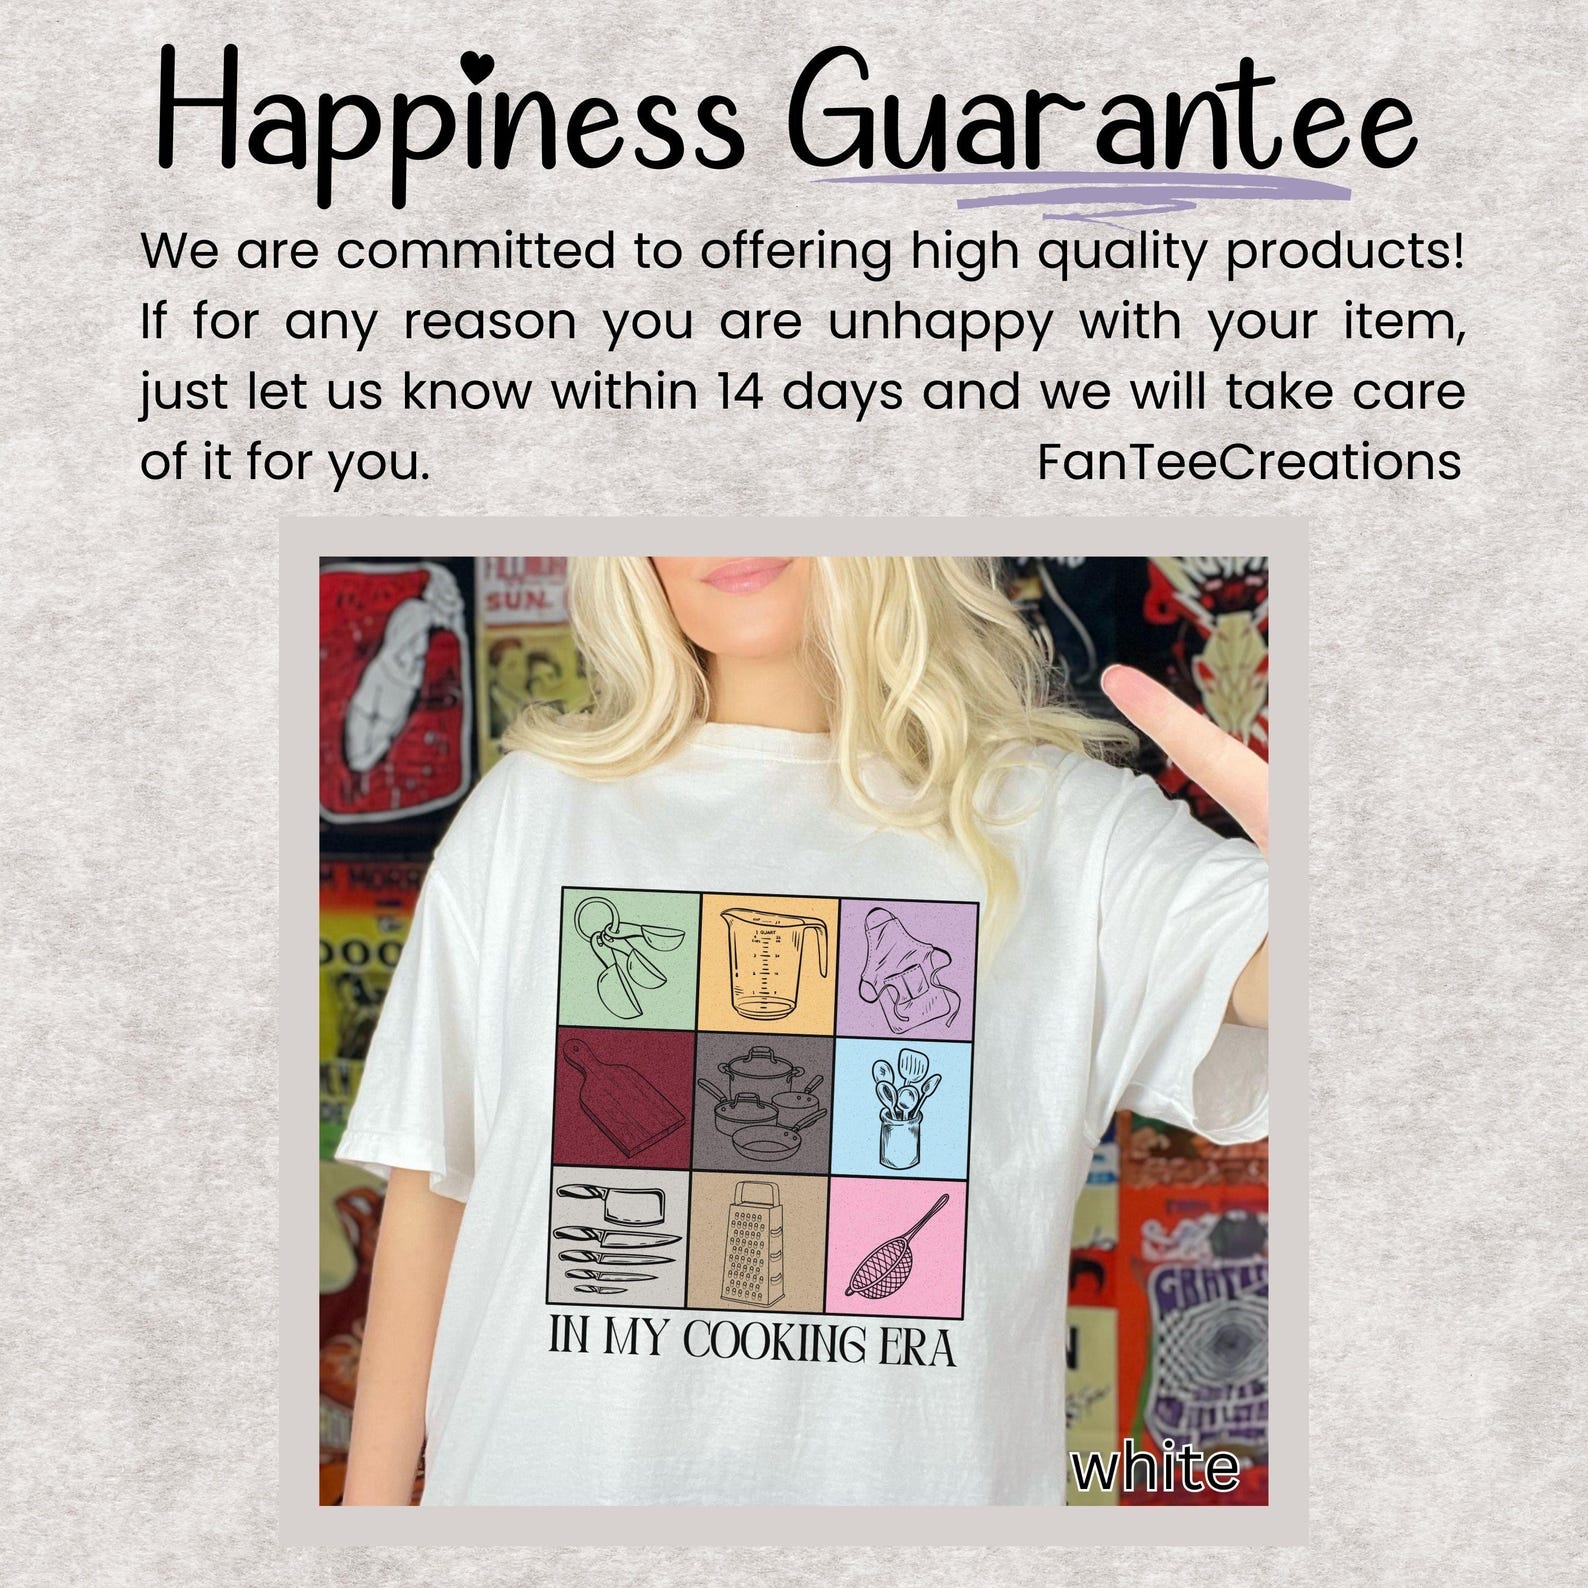 Happiness Guarantee
We are committed to offering high quality products!
If for any reason you are unhappy with your item,
just let us know within 14 days and we will take care
of it for you. FanTeeCreations
SUN.
1 QUART
IN MY COOKING ERA
white